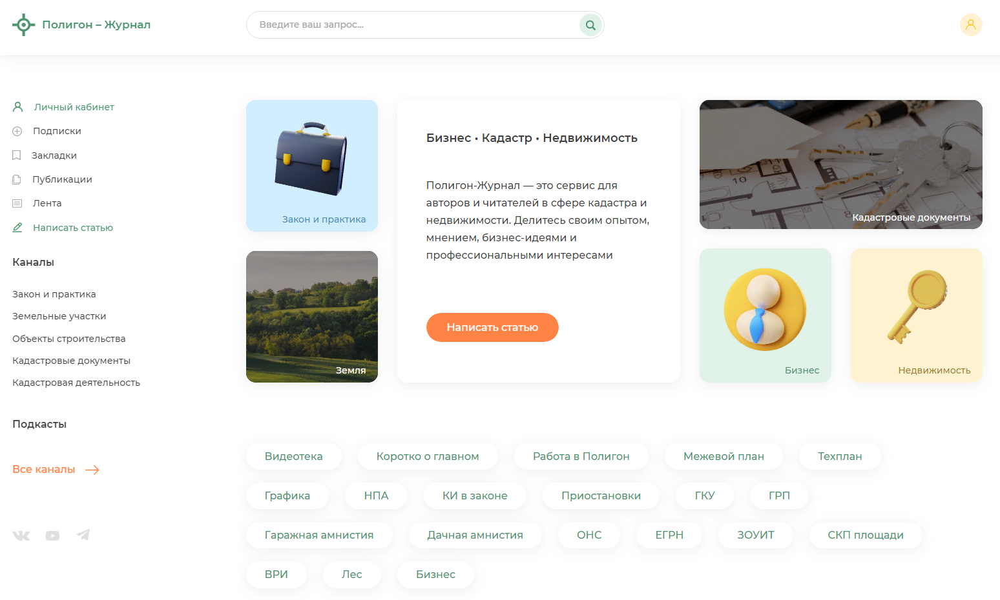 Полигон – Журнал
Введите ваш запрос...
Личный кабинет
Подписки
Закладки
Публикации
Лента
Написать статью
Каналы
Закон и практика
Земельные участки
Объекты строительства
Кадастровые документы
Кадастровая деятельность
Подкасты
Все каналы
Закон и практика
Земля
Бизнес • Кадастр • Недвижимость
Полигон-Журнал — это сервис для
авторов и читателей в сфере кадастра и
недвижимости. Делитесь своим опытом,
мнением, бизнес-идеями и
профессиональными интересами
Написать статью
Кадастровые документы
Бизнес
Недвижимость
Видеотека
Коротко о главном
Работа в Полигон
Межевой план
Техплан
Графика
НПА
КИ в законе
Приостановки
ГКУ
ГРП
Гаражная амнистия
Дачная амнистия
ОНС
ЕГРН
ЗОУИТ
СКП площади
ВРИ
Лес
Бизнес